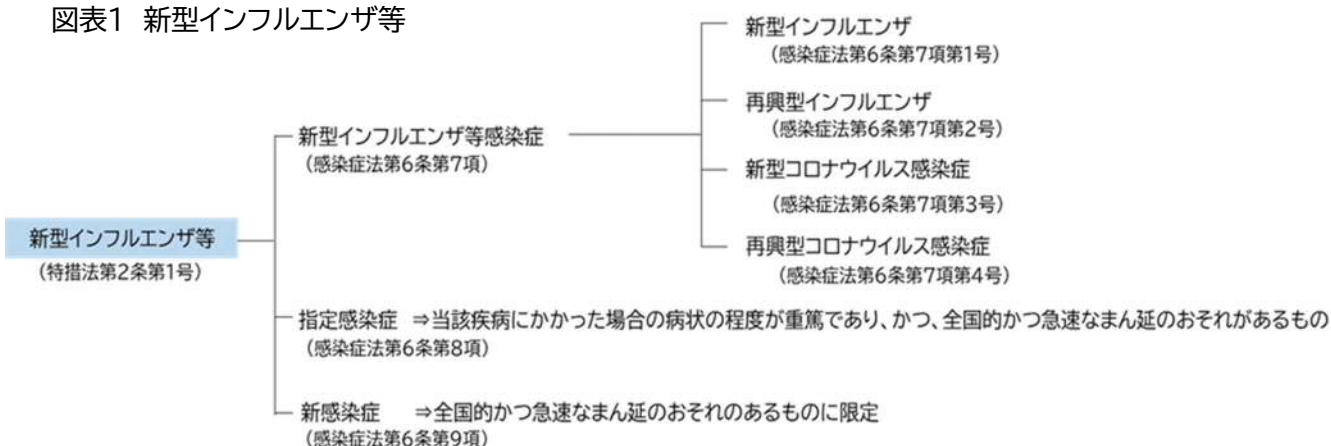 図表1 新型インフルエンザ等
新型インフルエンザ
（感染症法第6条第7項第1号）
再興型インフルエンザ
（感染症法第6条第7項第2号）
新型インフルエンザ等感染症
（感染症法第6条第7項）
新型コロナウイルス感染症
（感染症法第6条第7項第3号）
新型インフルエンザ等
（特措法第2条第1号）
再興型コロナウイルス感染症
（感染症法第6条第7項第4号）
指定感染症 ⇒当該疾病にかかった場合の病状の程度が重篤であり、かつ、全国的かつ急速なまん延のおそれがあるもの
（感染症法第6条第8項）
新感染症 ⇒全国的かつ急速なまん延のおそれのあるものに限定
（感染症法第6条第9項）